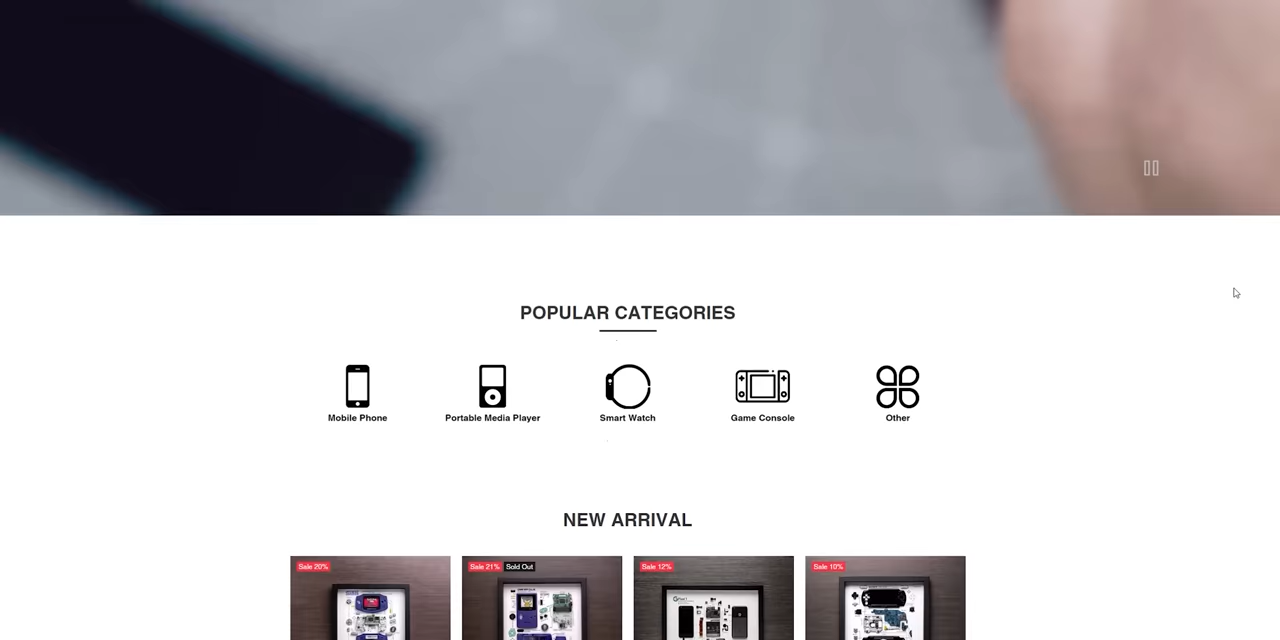 POPULAR CATEGORIES
Mobile Phone
Portable Media Player
Smart Watch
Game Console
Other
NEW ARRIVAL
Sale 20%
Sale 21%
Sold Out
Sale 12%
Sale 10%